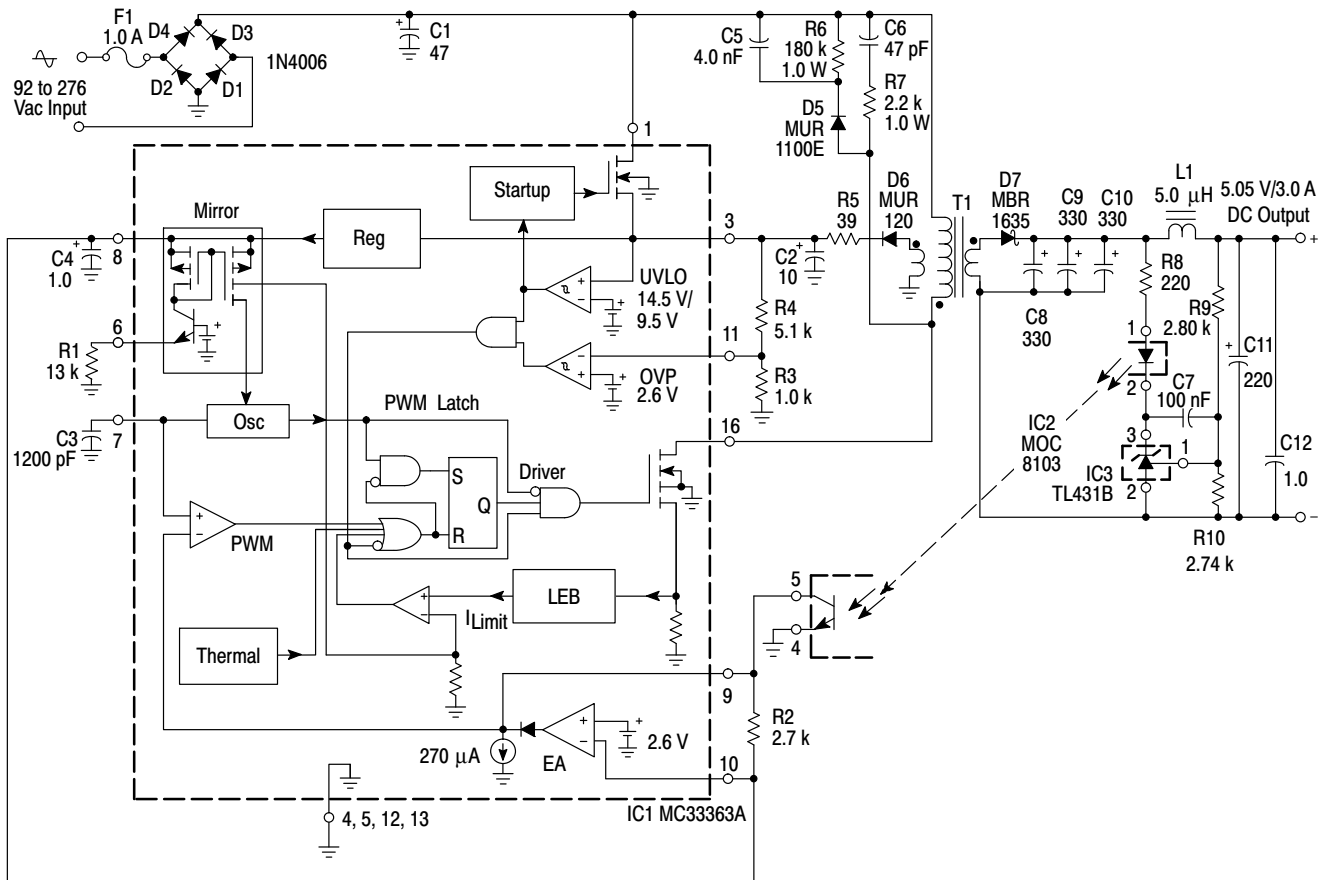 F1
1.0 A
D4
D3
D2
D1
1N4006
92 to 276
Vac Input
+
C1
47
C5
4.0 nF
R6
180 k
1.0 W
C6
47 pF
R7
2.2 k
1.0 W
D5
MUR
1100E
1
Startup
Mirror
Reg
3
R5
39
D6
MUR
120
T1
D7
MBR
1635
C9
330
C10
330
L1
5.0 μH
5.05 V/3.0 A
DC Output
+
+
C4
1.0
8
+
C2
10
+
+
+
C8
330
R8
220
R9
2.80 k
+
–
+
UVLO
14.5 V/
9.5 V
R4
5.1 k
+
6
R1
13 k
11
–
+
+
OVP
2.6 V
R3
1.0 k
1
2
C7
100 nF
+
C11
220
Osc
PWM Latch
7
C3
1200 pF
16
IC2
MOC
8103
3
1
IC3
TL431B
2
C12
1.0
–
R10
2.74 k
S
Q
R
Driver
+
–
PWM
LEB
+
–
ILimit
5
4
Thermal
9
R2
2.7 k
270 μA
EA
+
–
+
2.6 V
10
IC1 MC33363A
4, 5, 12, 13